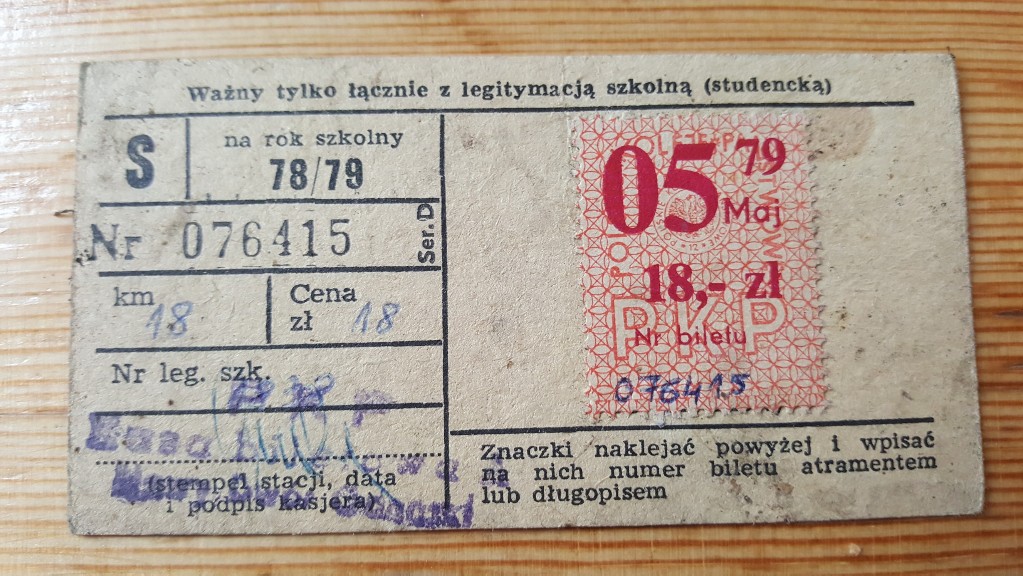 Ważny tylko łącznie z legitymacją szkolną (studencką)
S
na rok szkolny
78/79
Nr 076415
Ser. D
km
18
Cena
zł 18
Nr leg. szk.
PKP
(stempel stacji, data
i podpis kasjera)
05 79
Maj
18,- zł
PKP
Nr biletu
076415
Znaczki naklejać powyżej i wpisać
na nich numer biletu atramentem
lub długopisem